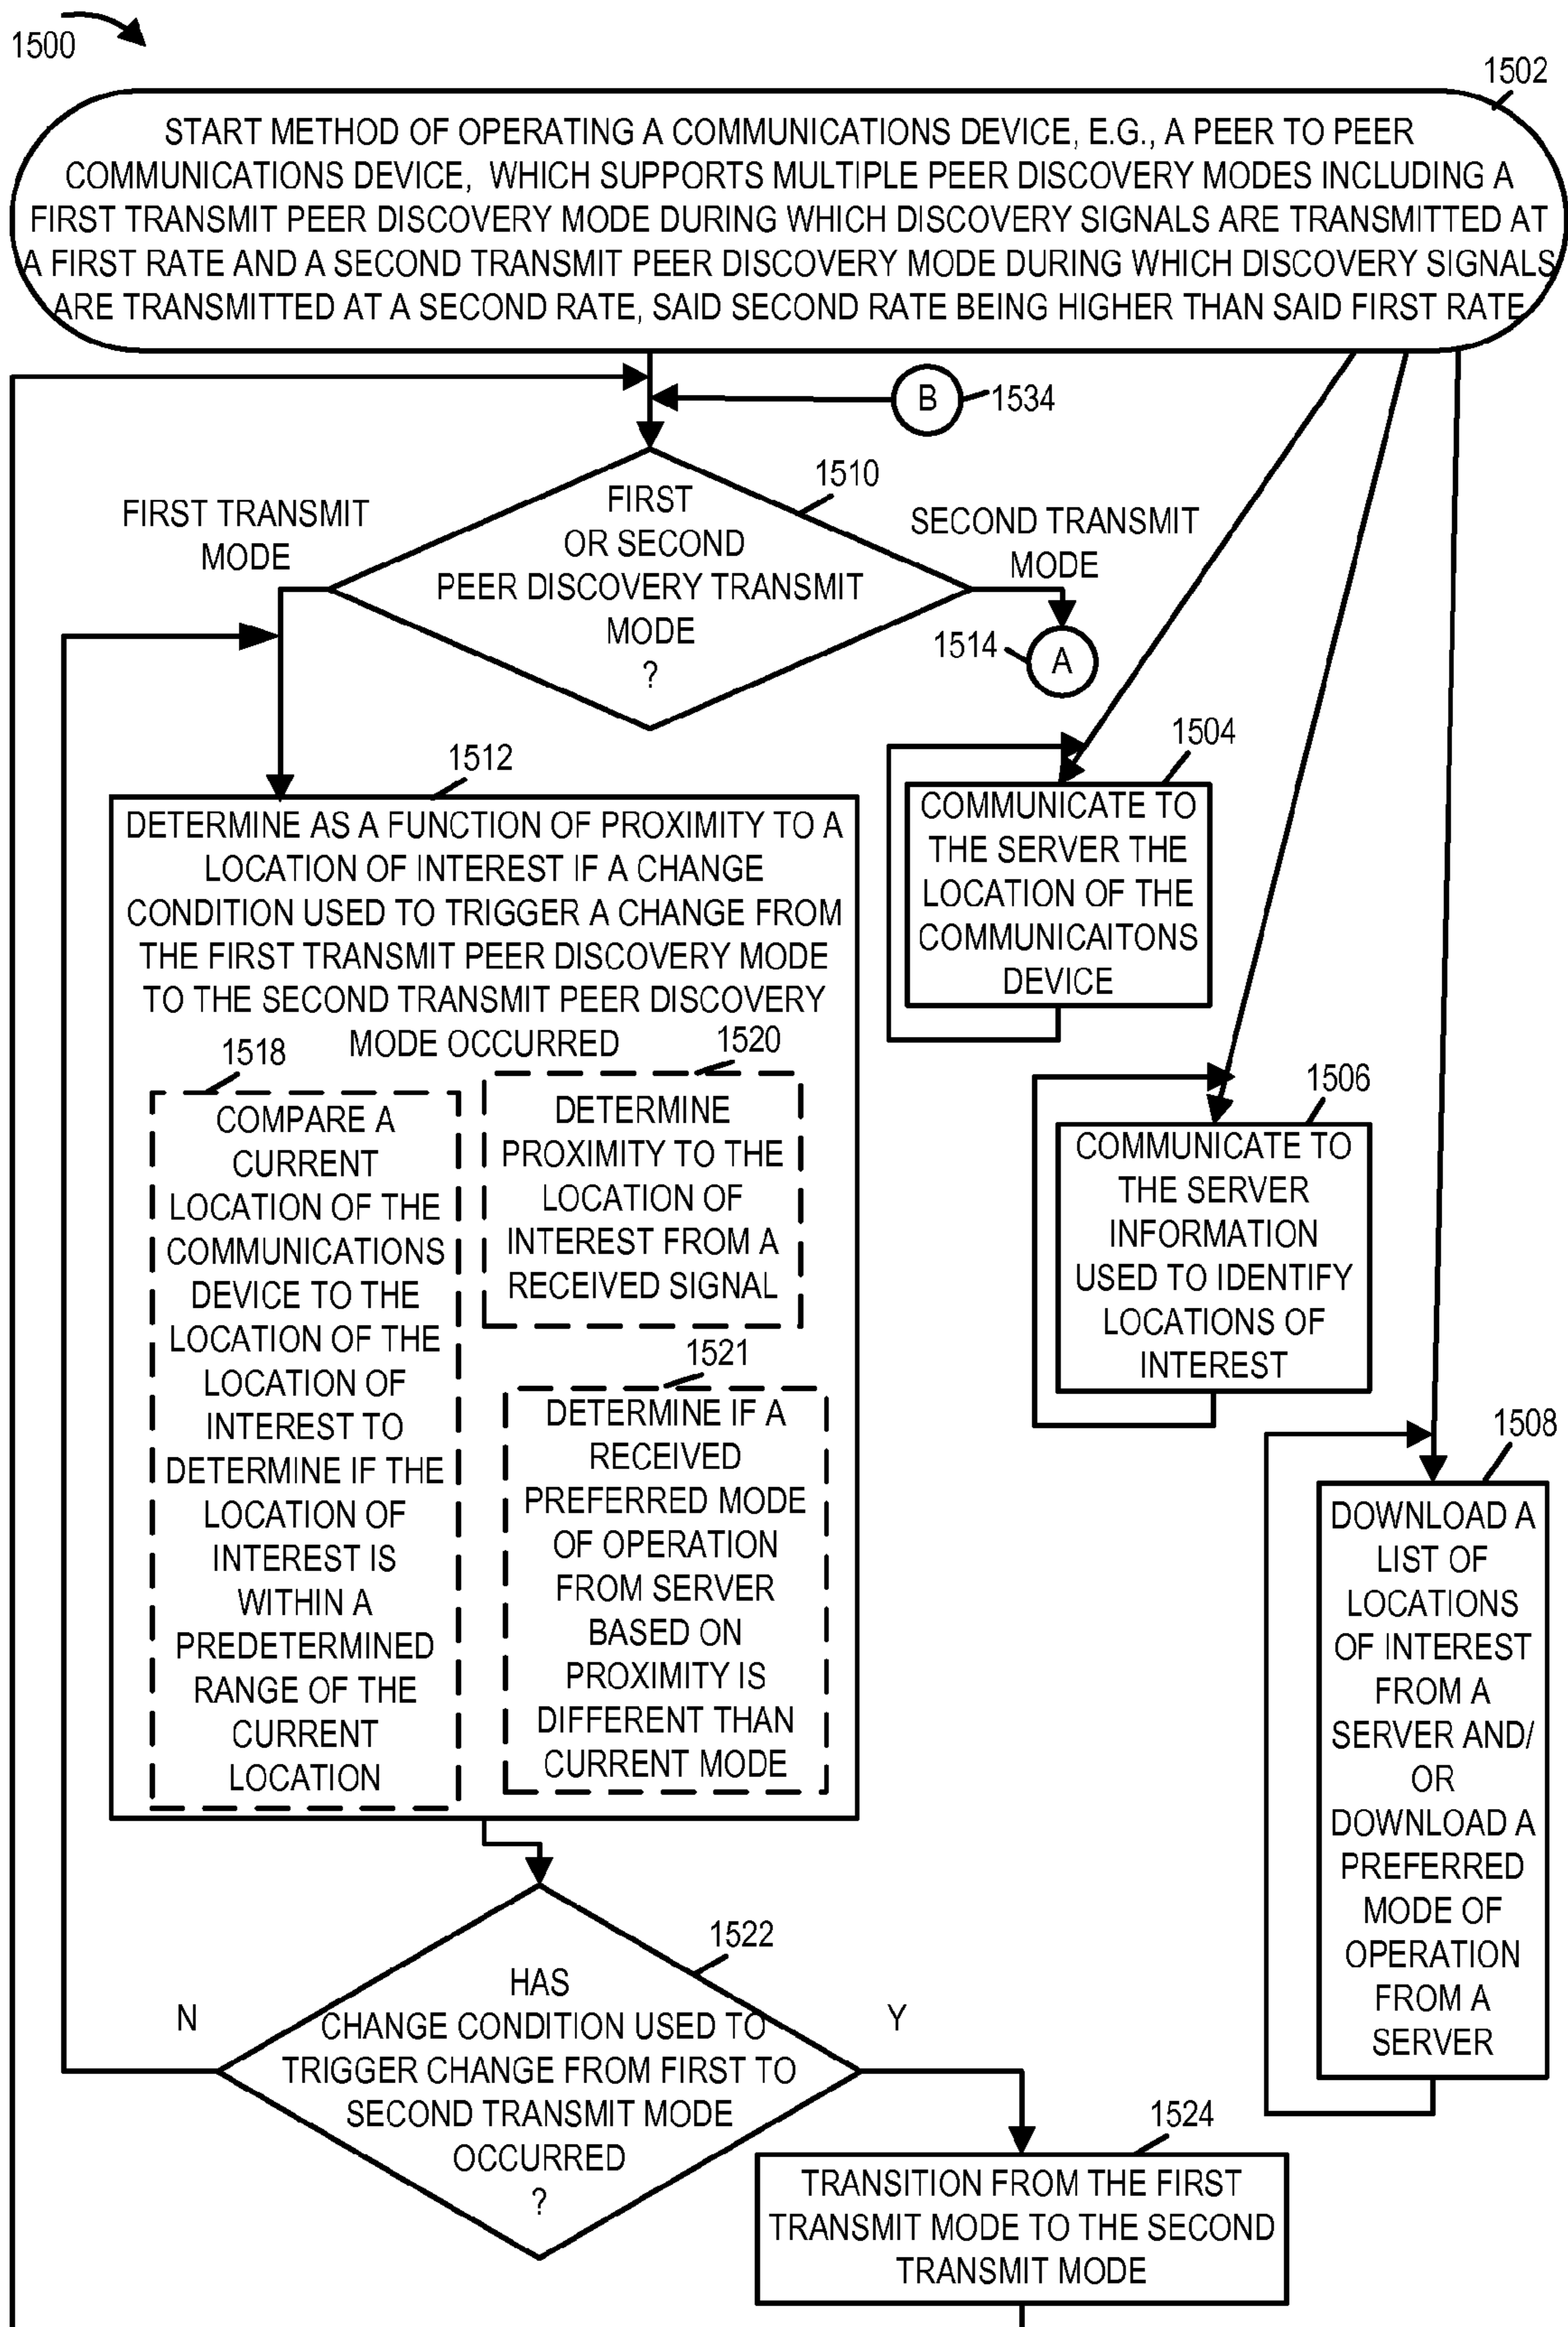 1500
1502
START METHOD OF OPERATING A COMMUNICATIONS DEVICE, E.G., A PEER TO PEER
COMMUNICATIONS DEVICE, WHICH SUPPORTS MULTIPLE PEER DISCOVERY MODES INCLUDING A
FIRST TRANSMIT PEER DISCOVERY MODE DURING WHICH DISCOVERY SIGNALS ARE TRANSMITTED AT
A FIRST RATE AND A SECOND TRANSMIT PEER DISCOVERY MODE DURING WHICH DISCOVERY SIGNALS
ARE TRANSMITTED AT A SECOND RATE, SAID SECOND RATE BEING HIGHER THAN SAID FIRST RATE
B
1534
1510
FIRST
OR SECOND
PEER DISCOVERY TRANSMIT
MODE
?
FIRST TRANSMIT
MODE
SECOND TRANSMIT
MODE
1514
A
1512
DETERMINE AS A FUNCTION OF PROXIMITY TO A
LOCATION OF INTEREST IF A CHANGE
CONDITION USED TO TRIGGER A CHANGE FROM
THE FIRST TRANSMIT PEER DISCOVERY MODE
TO THE SECOND TRANSMIT PEER DISCOVERY
MODE OCCURRED
1518
COMPARE A
CURRENT
LOCATION OF THE
COMMUNICATIONS
DEVICE TO THE
LOCATION OF THE
LOCATION OF
INTEREST TO
DETERMINE IF THE
LOCATION OF
INTEREST IS
WITHIN A
PREDETERMINED
RANGE OF THE
CURRENT
LOCATION
1520
DETERMINE
PROXIMITY TO THE
LOCATION OF
INTEREST FROM A
RECEIVED SIGNAL
1521
DETERMINE IF A
RECEIVED
PREFERRED MODE
OF OPERATION
FROM SERVER
BASED ON
PROXIMITY IS
DIFFERENT THAN
CURRENT MODE
1504
COMMUNICATE TO
THE SERVER THE
LOCATION OF THE
COMMUNICAITONS
DEVICE
1506
COMMUNICATE TO
THE SERVER
INFORMATION
USED TO IDENTIFY
LOCATIONS OF
INTEREST
1508
DOWNLOAD A
LIST OF
LOCATIONS
OF INTEREST
FROM A
SERVER AND/
OR
DOWNLOAD A
PREFERRED
MODE OF
OPERATION
FROM A
SERVER
1522
HAS
CHANGE CONDITION USED TO
TRIGGER CHANGE FROM FIRST TO
SECOND TRANSMIT MODE
OCCURRED
?
N
Y
1524
TRANSITION FROM THE FIRST
TRANSMIT MODE TO THE SECOND
TRANSMIT MODE